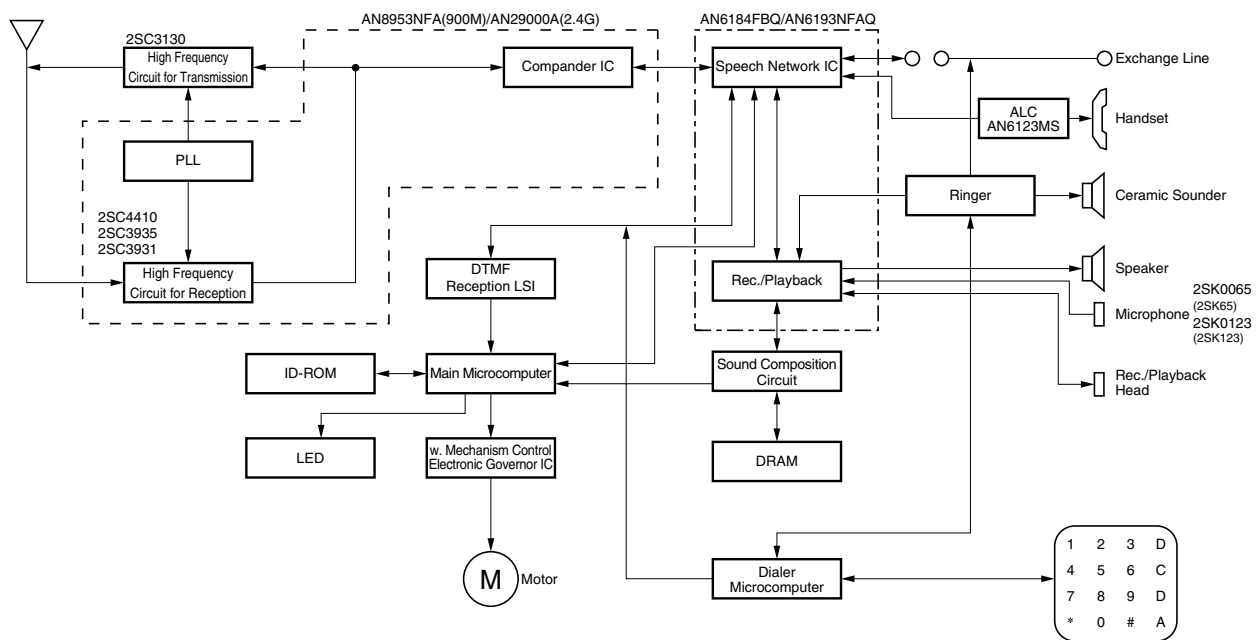 AN8953NFA(900M)/AN29000A(2.4G)
AN6184FBQ/AN6193NFAQ
2SC3130
High Frequency
Circuit for Transmission
Compander IC
Speech Network IC
Exchange Line
ALC
AN6123MS
Handset
PLL
Ringer
Ceramic Sounder
2SC4410
2SC3935
2SC3931
High Frequency
Circuit for Reception
DTMF
Reception LSI
Rec./Playback
Speaker
Microphone
2SK0065
(2SK65)
2SK0123
(2SK123)
ID-ROM
Main Microcomputer
Sound Composition
Circuit
Rec./Playback
Head
LED
w. Mechanism Control
Electronic Governor IC
DRAM
M
Motor
Dialer
Microcomputer
1 2 3 D
4 5 6 C
7 8 9 D
* 0 # A